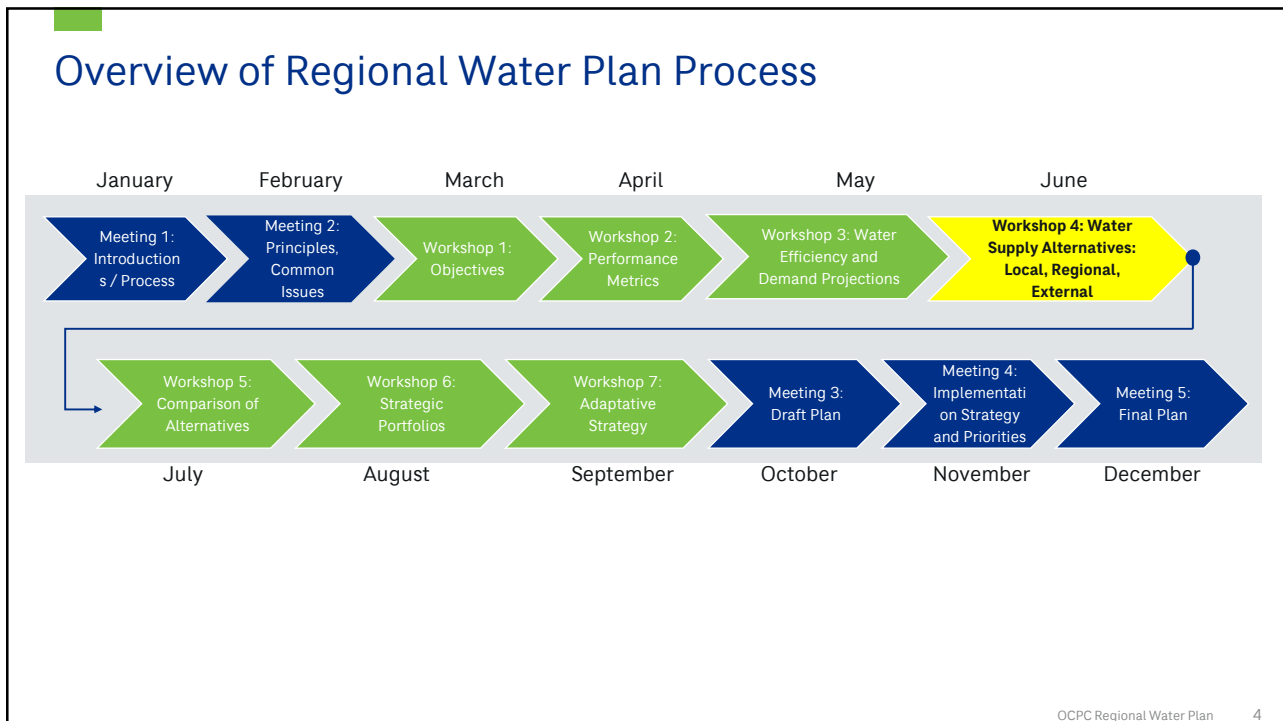 Overview of Regional Water Plan Process
January February March April May June
Meeting 1:
Introduction
s / Process
Meeting 2:
Principles,
Common
Issues
Workshop 1:
Objectives
Workshop 2:
Performance
Metrics
Workshop 3: Water
Efficiency and
Demand Projections
Workshop 4: Water
Supply Alternatives:
Local, Regional,
External
Workshop 5:
Comparison of
Alternatives
Workshop 6:
Strategic
Portfolios
Workshop 7:
Adaptative
Strategy
Meeting 3:
Draft Plan
Meeting 4:
Implementati
on Strategy
and Priorities
Meeting 5:
Final Plan
July August September October November December
OCPC Regional Water Plan 4